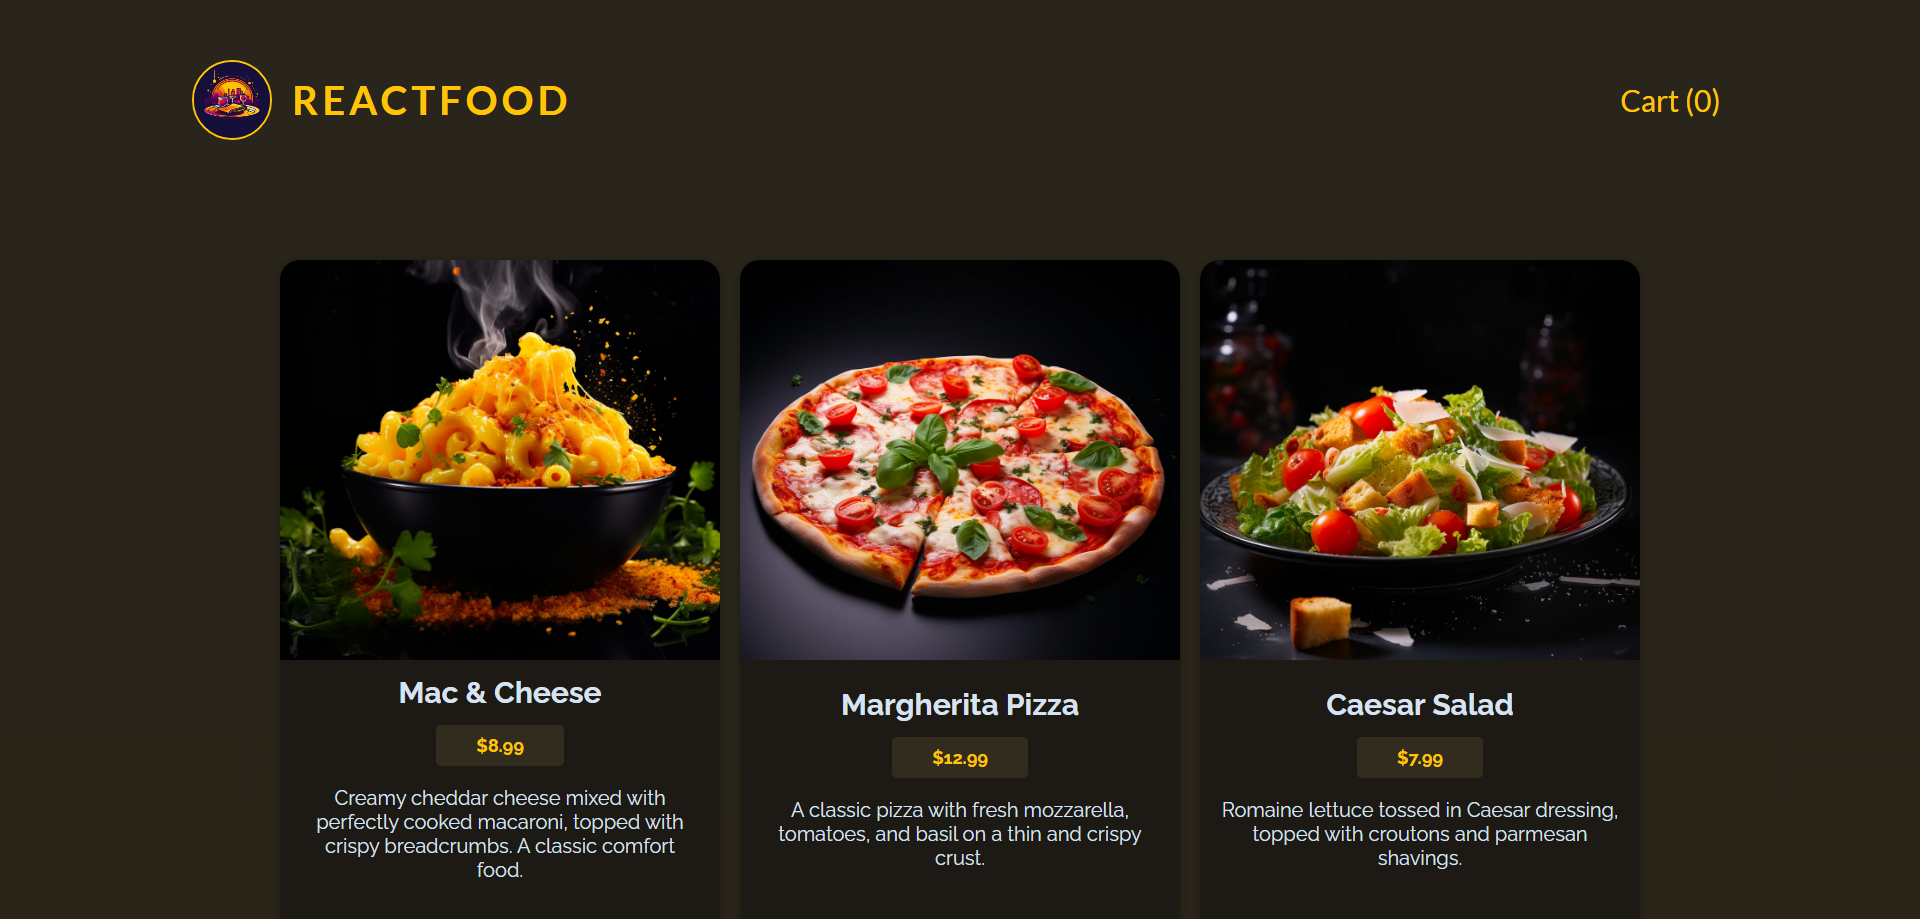 REACTFOOD
Cart (0)
Mac & Cheese
$8.99
Creamy cheddar cheese mixed with
perfectly cooked macaroni, topped with
crispy breadcrumbs. A classic comfort
food.
Margherita Pizza
$12.99
A classic pizza with fresh mozzarella,
tomatoes, and basil on a thin and crispy
crust.
Caesar Salad
$7.99
Romaine lettuce tossed in Caesar dressing,
topped with croutons and parmesan
shavings.